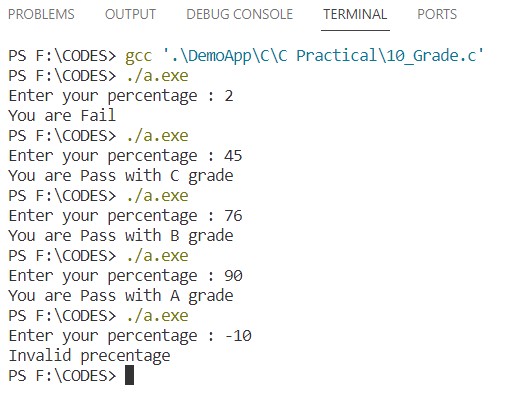 PROBLEMS OUTPUT DEBUG CONSOLE TERMINAL PORTS
PS F:\CODES> gcc '.\DemoApp\C\C Practical\10_Grade.c'
PS F:\CODES> ./a.exe
Enter your percentage : 2
You are Fail
PS F:\CODES> ./a.exe
Enter your percentage : 45
You are Pass with C grade
PS F:\CODES> ./a.exe
Enter your percentage : 76
You are Pass with B grade
PS F:\CODES> ./a.exe
Enter your percentage : 90
You are Pass with A grade
PS F:\CODES> ./a.exe
Enter your percentage : -10
Invalid precentage
PS F:\CODES>